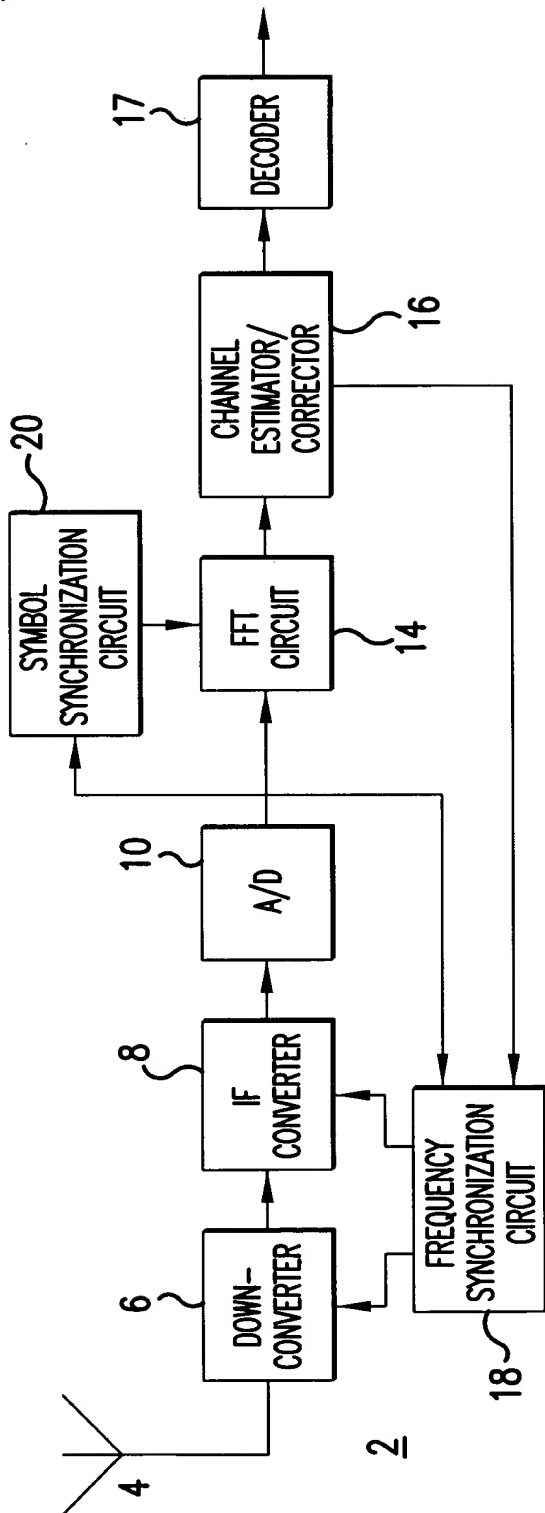 4
2
6
DOWN-
CONVERTER
8
IF
CONVERTER
10
A/D
20
SYMBOL
SYNCHRONIZATION
CIRCUIT
FFT
CIRCUIT
14
CHANNEL
ESTIMATOR/
CORRECTOR
16
17
DECODER
FREQUENCY
SYNCHRONIZATION
CIRCUIT
18